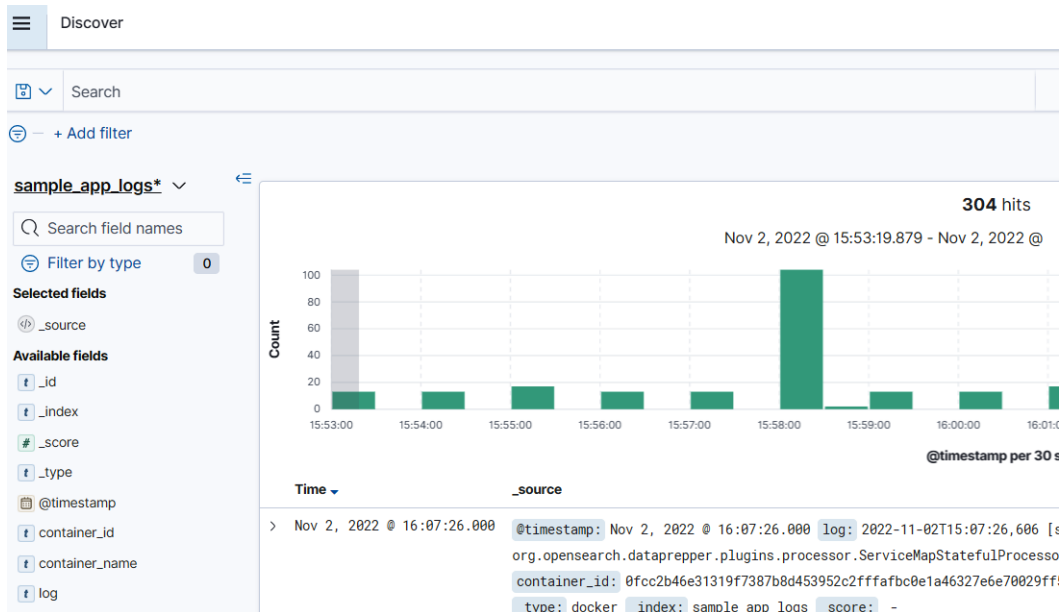 Discover
Search
+ Add filter
sample_app_logs*
Search field names
Filter by type 0
Selected fields
_source
Available fields
t _id
t _index
# _score
t _type
@timestamp
t container_id
t container_name
t log
304 hits
Nov 2, 2022 @ 15:53:19.879 - Nov 2, 2022 @
Count
100
80
60
40
20
0
15:53:00 15:54:00 15:55:00 15:56:00 15:57:00 15:58:00 15:59:00 16:00:00 16:01:0
@timestamp per 30 s
Time _source
Nov 2, 2022 @ 16:07:26.000 @timestamp: Nov 2, 2022 @ 16:07:26.000 log: 2022-11-02T15:07:26,606 [s
org.opensearch.dataprepper.plugins.processor.ServiceMapStatefulProcesso
container_id: 0fcc2b46e31319f7387b8d453952c2fffafbc0e1a46327e6e70029ff5
_type: docker _index: sample_app_logs _score: -